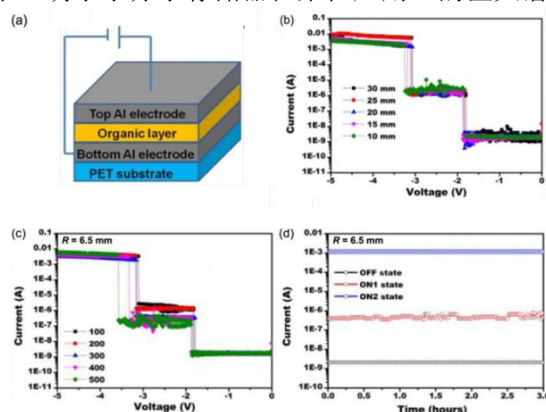 (a)
Top Al electrode
Organic layer
Bottom Al electrode
PET substrate
(b)
Current (A)
0.1
0.01
1E-3
1E-4
1E-5
1E-6
1E-7
1E-8
1E-9
1E-10
1E-11
30 mm
25 mm
20 mm
15 mm
10 mm
-5 -4 -3 -2 -1 0
Voltage (V)
(c)
R = 6.5 mm
Current (A)
0.1
0.01
1E-3
1E-4
1E-5
1E-6
1E-7
1E-8
1E-9
1E-10
1E-11
100
200
300
400
500
-5 -4 -3 -2 -1 0
Voltage (V)
(d)
R = 6.5 mm
Current (A)
0.1
0.01
1E-3
1E-4
1E-5
1E-6
1E-7
1E-8
1E-9
1E-10
OFF state
ON1 state
ON2 state
0.0 0.5 1.0 1.5 2.0 2.5 3.0
Time (hours)